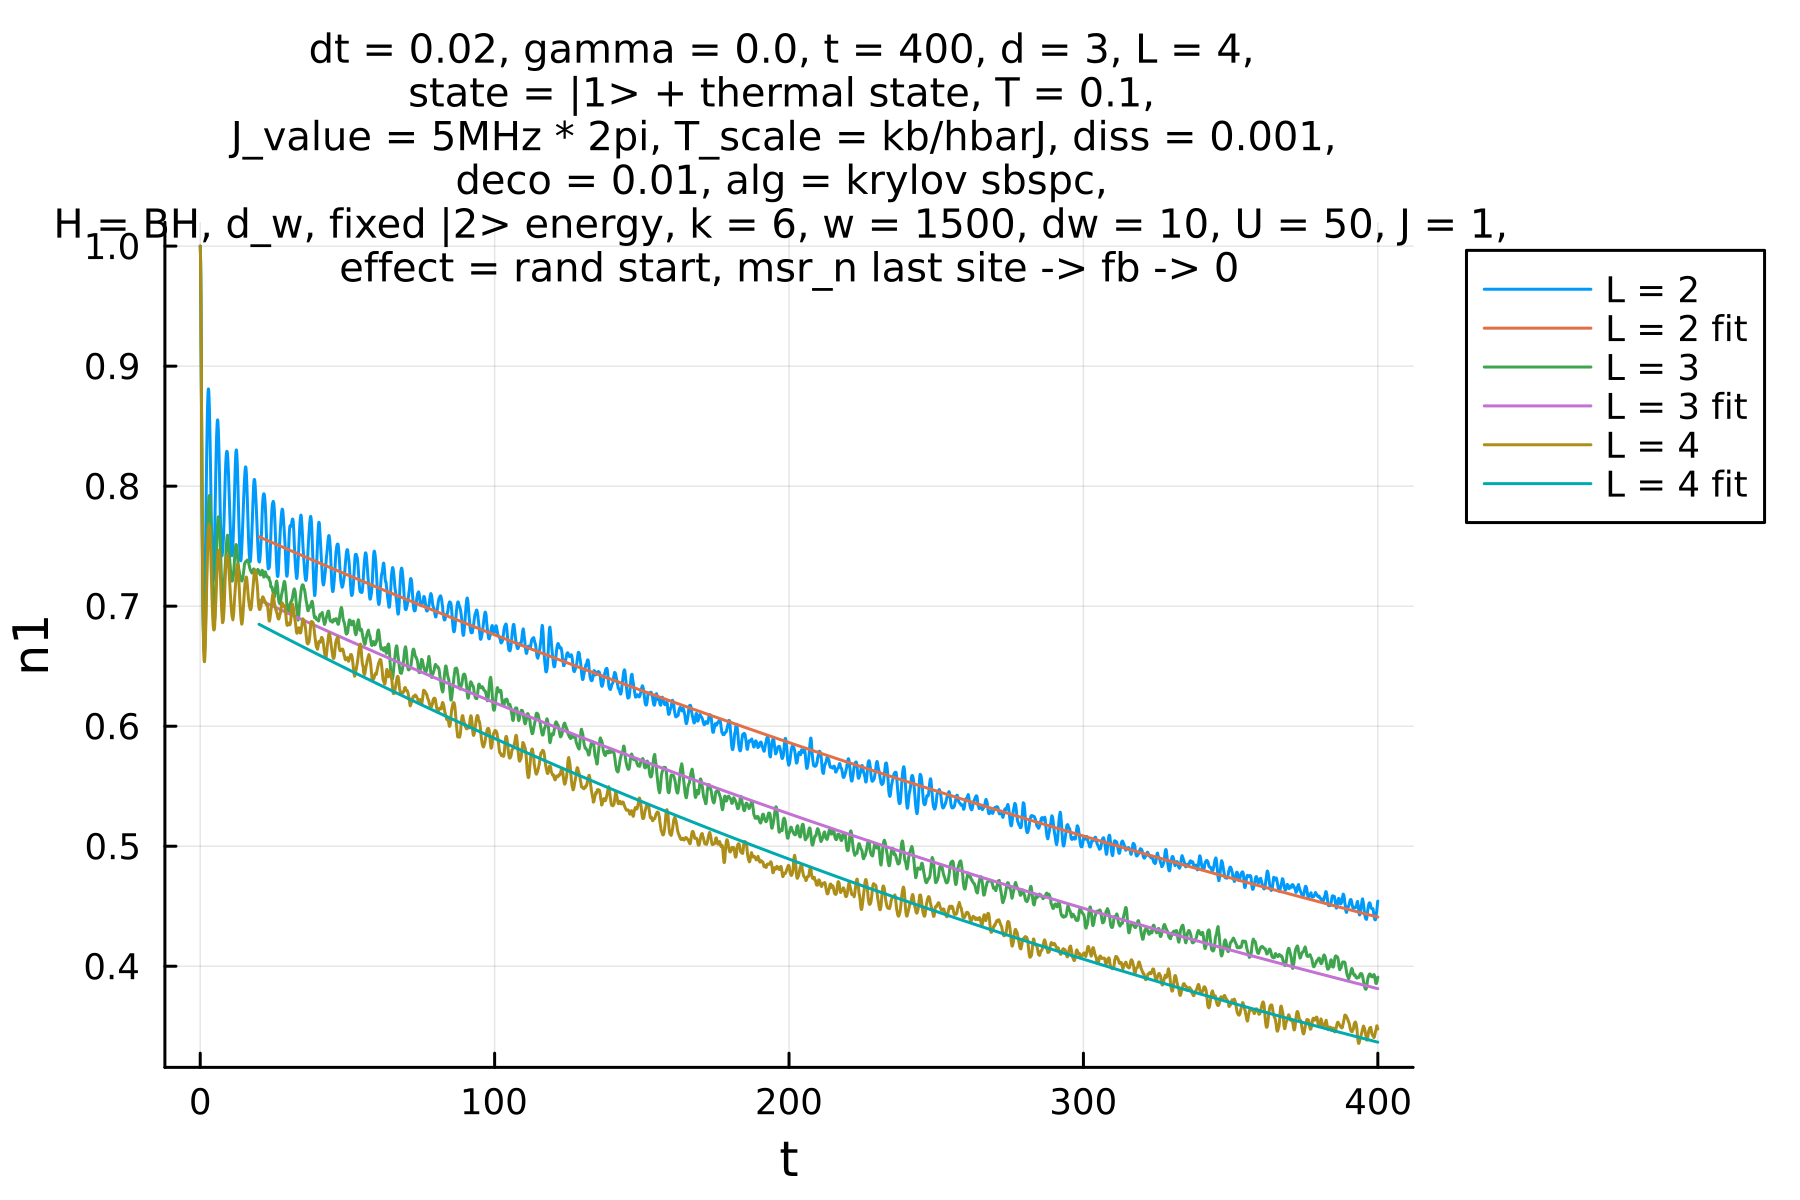 dt = 0.02, gamma = 0.0, t = 400, d = 3, L = 4,
state = |1> + thermal state, T = 0.1,
J_value = 5MHz * 2pi, T_scale = kb/hbarJ, diss = 0.001,
deco = 0.01, alg = krylov sbspc,
H = BH, d_w, fixed |2> energy, k = 6, w = 1500, dw = 10, U = 50, J = 1,
effect = rand start, msr_n last site -> fb -> 0
1.0
0.9
0.8
0.7
0.6
0.5
0.4
n1
0
100
200
300
400
t
L = 2
L = 2 fit
L = 3
L = 3 fit
L = 4
L = 4 fit